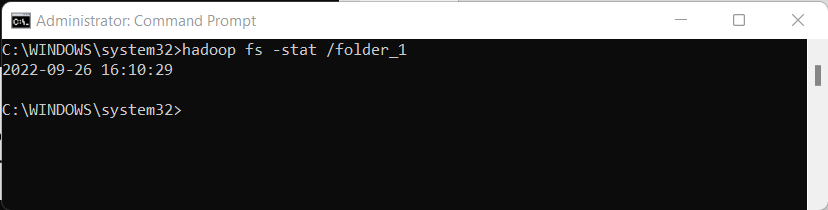 Administrator: Command Prompt
C:\WINDOWS\system32>hadoop fs -stat /folder_1
2022-09-26 16:10:29
C:\WINDOWS\system32>